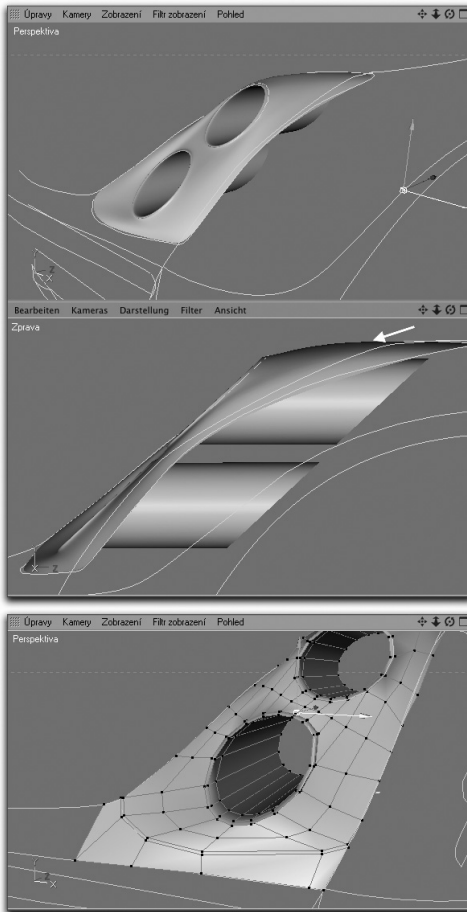 Úpravy Kamery Zobrazení Filtr zobrazení Pohled
Perspektiva
Z
X
Bearbeiten Kameras Darstellung Filter Ansicht
Zprava
X Z
Úpravy Kamery Zobrazení Filtr zobrazení Pohled
Perspektiva
Z
X